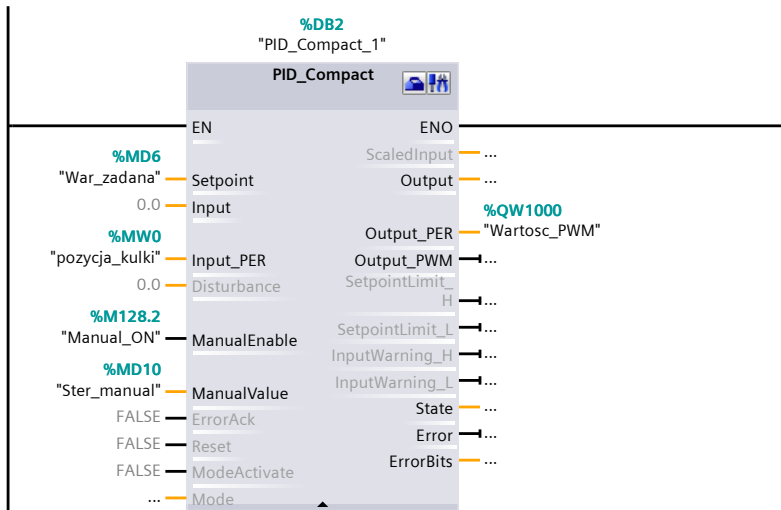 %DB2
"PID_Compact_1"
PID_Compact
EN ENO
ScaledInput ...
%MD6
"War_zadana" Setpoint Output ...
0.0 Input
%QW1000
Output_PER "Wartosc_PWM"
%MW0
"pozycja_kulki" Input_PER Output_PWM ...
0.0 Disturbance SetpointLimit_
H ...
%M128.2
"Manual_ON" ManualEnable SetpointLimit_L ...
InputWarning_H ...
%MD10
"Ster_manual" ManualValue InputWarning_L ...
FALSE ErrorAck State ...
FALSE Reset Error ...
FALSE ModeActivate ErrorBits ...
... Mode